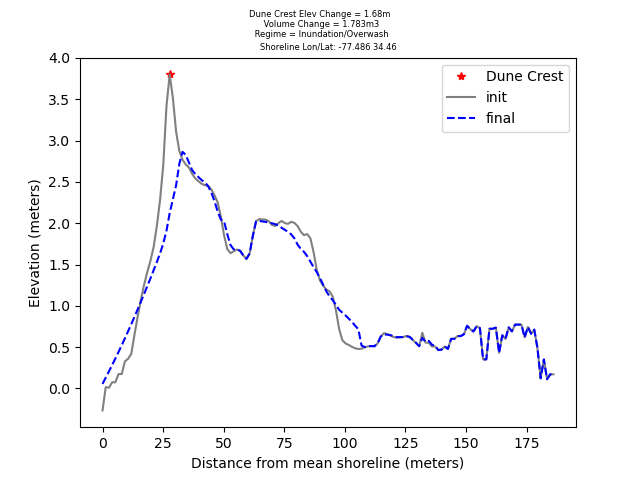 Dune Crest Elev Change = 1.68m
Volume Change = 1.783m3
Regime = Inundation/Overwash
Shoreline Lon/Lat: -77.486 34.46
4.0
3.5
3.0
2.5
2.0
1.5
1.0
0.5
0.0
Elevation (meters)
Dune Crest
init
final
0 25 50 75 100 125 150 175
Distance from mean shoreline (meters)